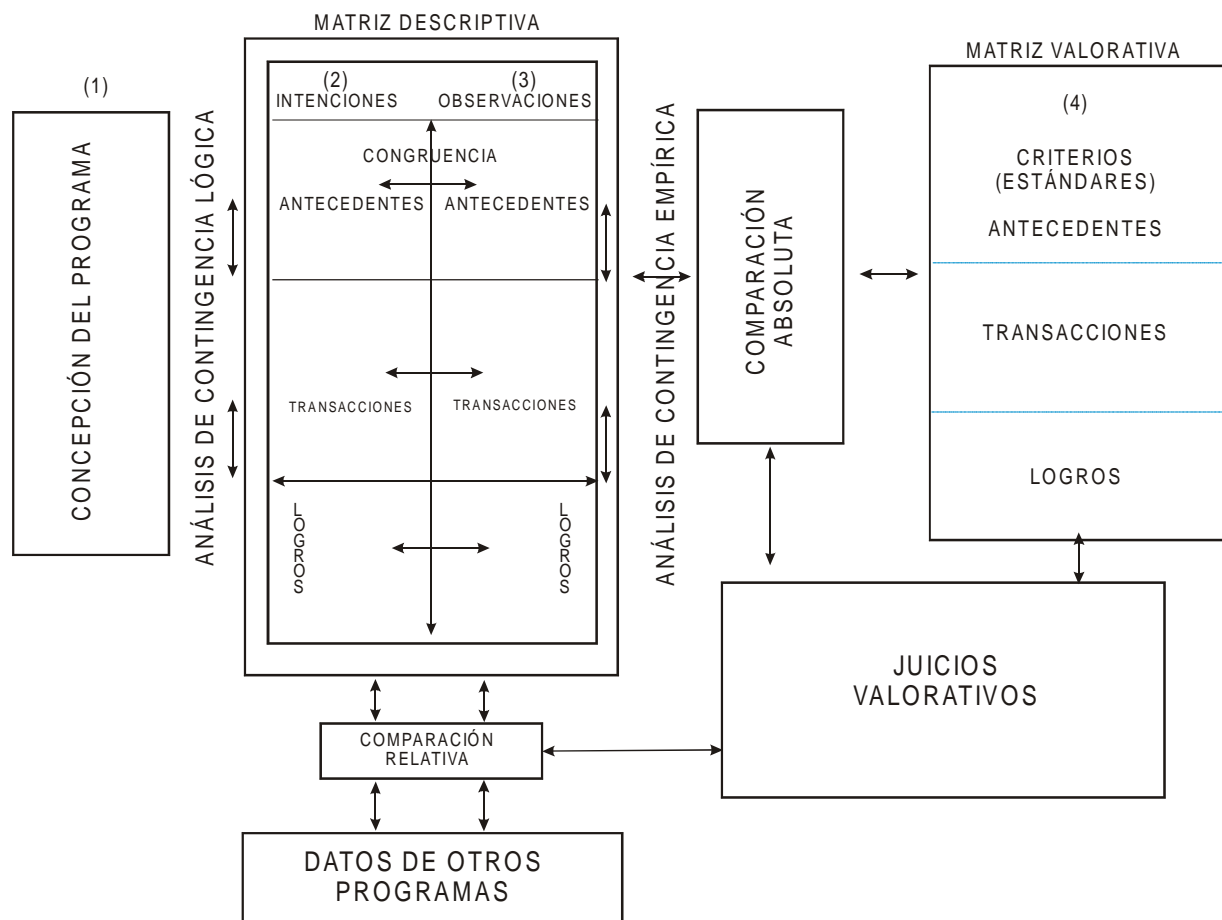 MATRIZ DESCRIPTIVA
MATRIZ VALORATIVA
(1)
CONCEPCIÓN DEL PROGRAMA
ANÁLISIS DE CONTINGENCIA LÓGICA
(2)
INTENCIONES
(3)
OBSERVACIONES
CONGRUENCIA
ANTECEDENTES
ANTECEDENTES
TRANSACCIONES
TRANSACCIONES
LOGROS
LOGROS
ANÁLISIS DE CONTINGENCIA EMPÍRICA
COMPARACIÓN
ABSOLUTA
(4)
CRITERIOS
(ESTÁNDARES)
ANTECEDENTES
TRANSACCIONES
LOGROS
JUICIOS
VALORATIVOS
COMPARACIÓN
RELATIVA
DATOS DE OTROS
PROGRAMAS